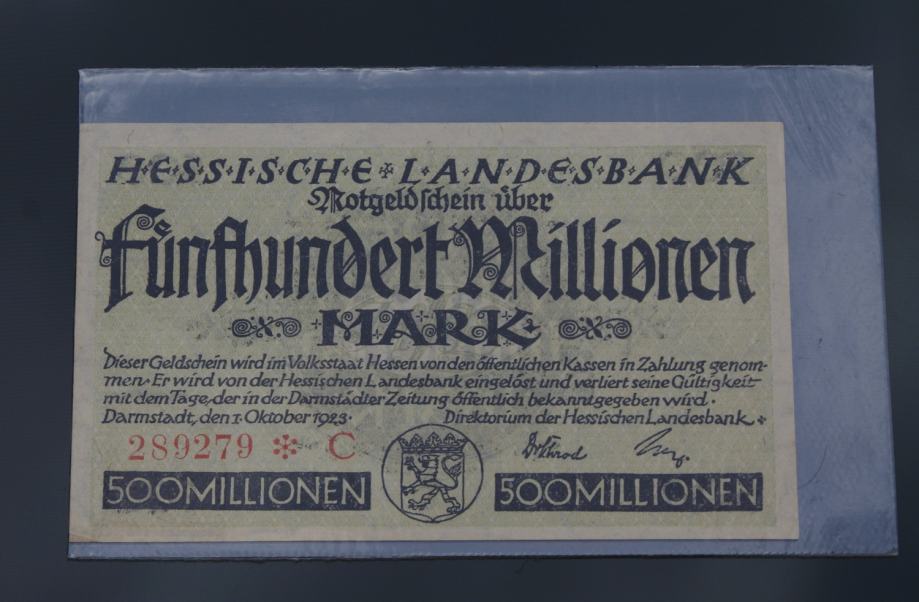 HESSISCHE LANDESBANK
Notgeldschein über
Fünfhundert Millionen
MARK
Dieser Geldschein wird im Volksstaat Hessen von den öffentlichen Kassen in Zahlung genom-
men. Er wird von der Hessischen Landesbank eingelöst und verliert seine Gültigkeit
mit dem Tage, der in der Darmstädter Zeitung öffentlich bekanntgegeben wird.
Darmstadt, den 1. Oktober 1923. Direktorium der Hessischen Landesbank.
289279 * C
500MILLIONEN 500MILLIONEN